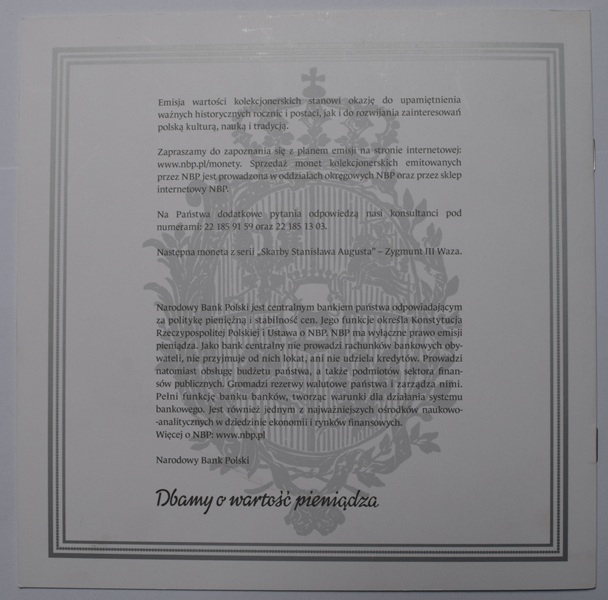 Emisja wartości kolekcjonerskich stanowi okazję do upamiętnienia
ważnych historycznych rocznic i postaci, jak i do rozwijania zainteresowań
polską kulturą, nauką i tradycją.
Zapraszamy do zapoznania się z planem emisji na stronie internetowej:
www.nbp.pl/monety. Sprzedaż monet kolekcjonerskich emitowanych
przez NBP jest prowadzona w oddziałach okręgowych NBP oraz przez sklep
internetowy NBP.
Na Państwa dodatkowe pytania odpowiedzą nasi konsultanci pod
numerami: 22 185 91 59 oraz 22 185 13 03.
Następna moneta z serii „Skarby Stanisława Augusta” – Zygmunt III Waza.
Narodowy Bank Polski jest centralnym bankiem państwa odpowiadającym
za politykę pieniężną i stabilność cen. Jego funkcje określa Konstytucja
Rzeczypospolitej Polskiej i Ustawa o NBP. NBP ma wyłączne prawo emisji
pieniądza. Jako bank centralny nie prowadzi rachunków bankowych oby-
wateli, nie przyjmuje od nich lokat, ani nie udziela kredytów. Prowadzi
natomiast obsługę budżetu państwa, a także podmiotów sektora finan-
sów publicznych. Gromadzi rezerwy walutowe państwa i zarządza nimi.
Pełni funkcję banku banków, tworząc warunki dla działania systemu
bankowego. Jest również jednym z najważniejszych ośrodków naukowo-
-analitycznych w dziedzinie ekonomii i rynków finansowych.
Więcej o NBP: www.nbp.pl
Narodowy Bank Polski
Dbamy o wartość pieniądza